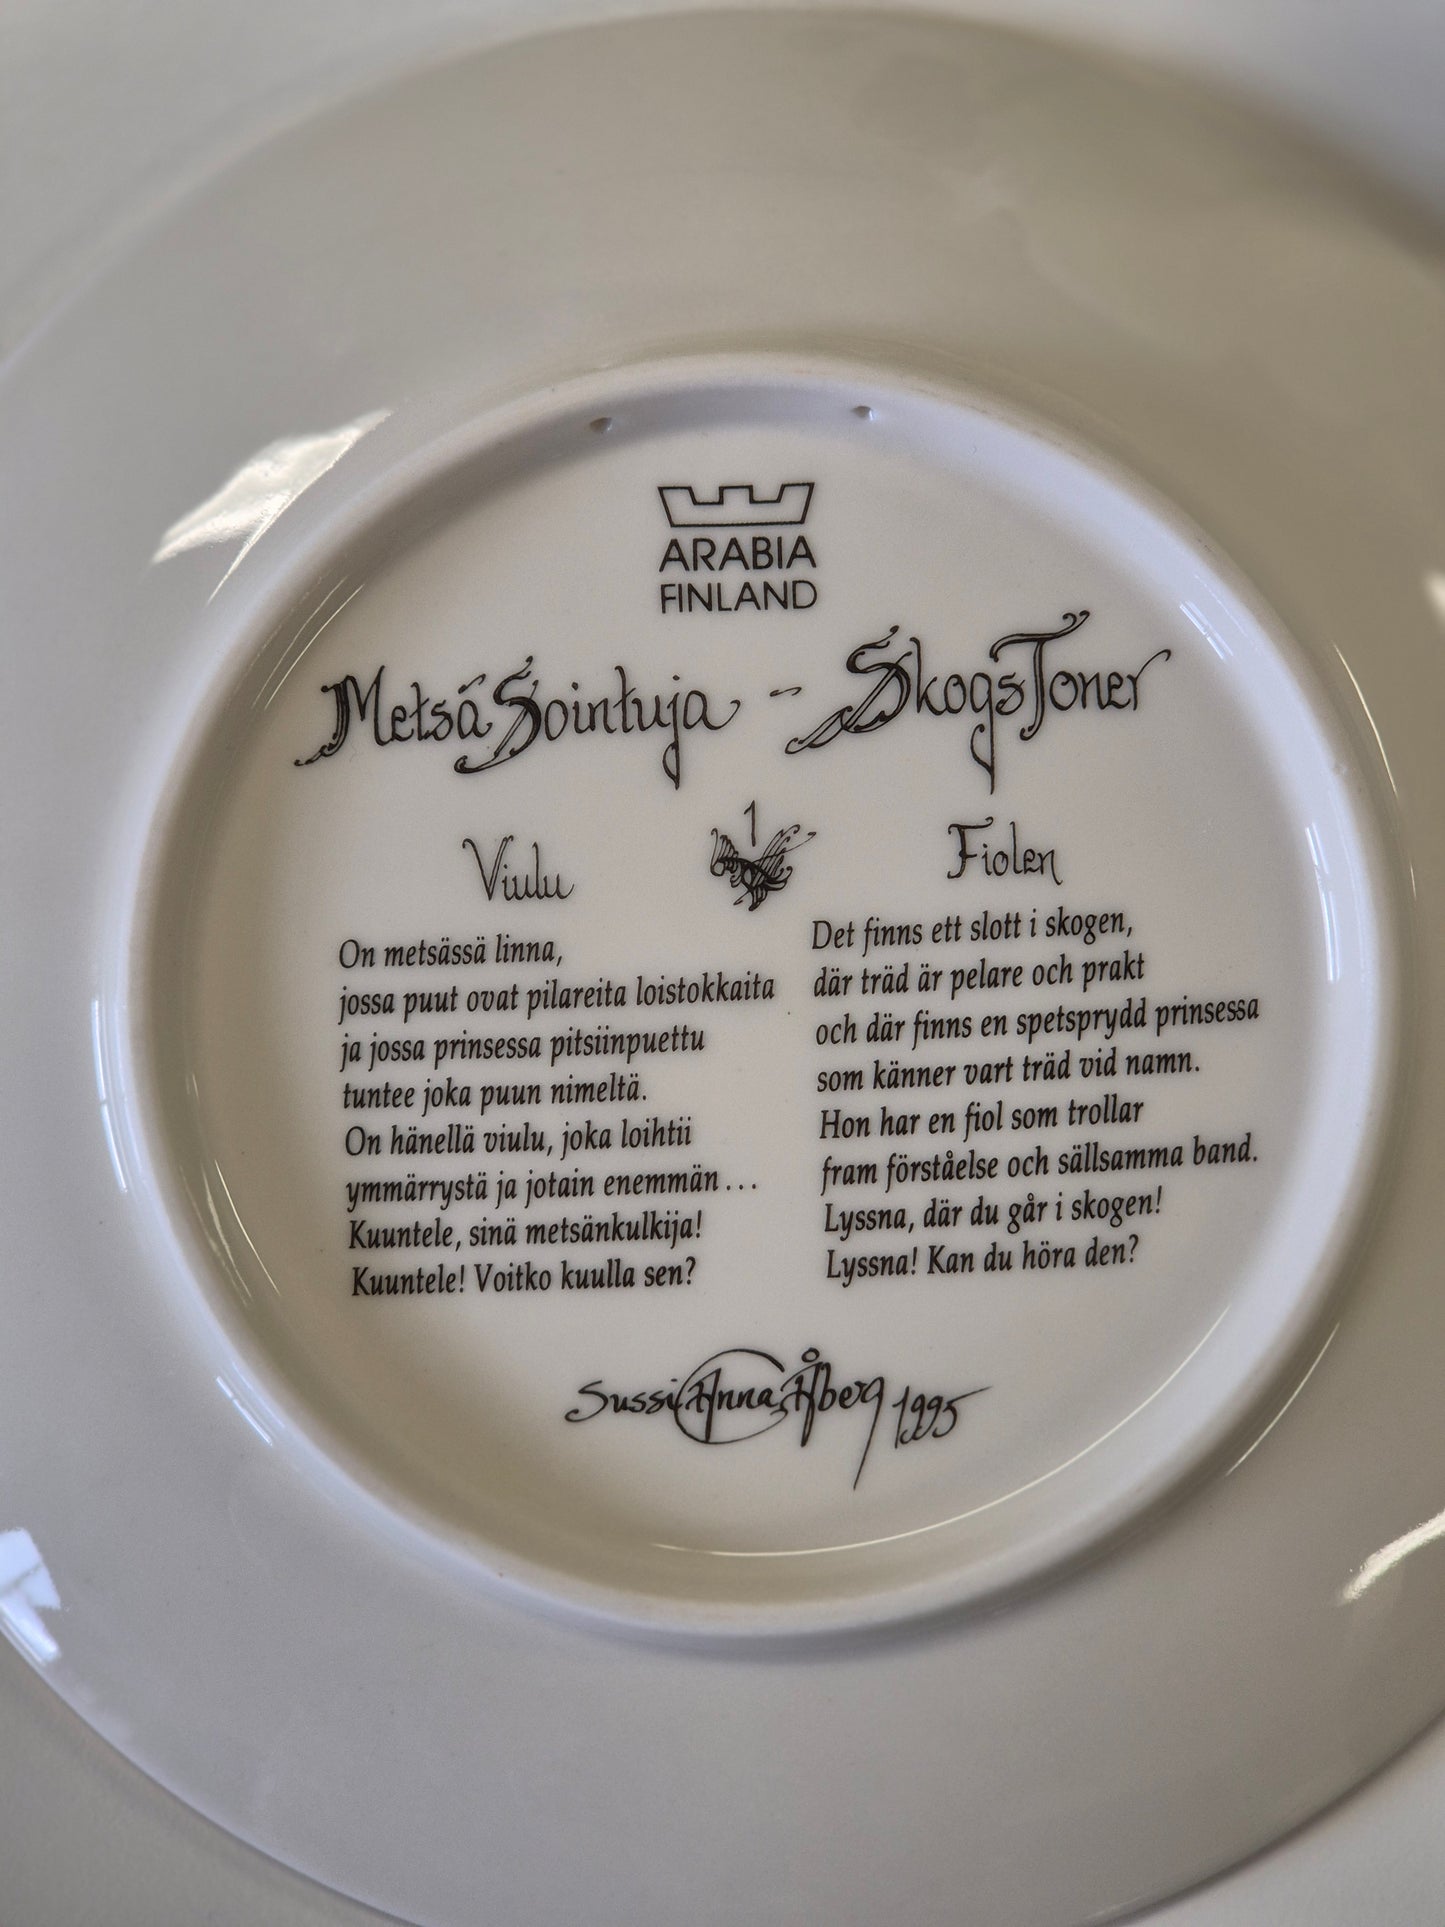 ARABIA
FINLAND
MetsäSointuja - SkogsToner
1
Viulu
On metsässä linna,
jossa puut ovat pilareita loistokkaita
ja jossa prinsessa pitsiinpuettu
tuntee joka puun nimeltä.
On hänellä viulu, joka loihtii
ymmärrystä ja jotain enemmän...
Kuuntele, sinä metsänkulkija!
Kuuntele! Voitko kuulla sen?
Fiolen
Det finns ett slott i skogen,
där träd är pelare och prakt
och där finns en spetsprydd prinsessa
som känner vart träd vid namn.
Hon har en fiol som trollar
fram förståelse och sällsamma band.
Lyssna, där du går i skogen!
Lyssna! Kan du höra den?
Sussi Anna Åberg 1995